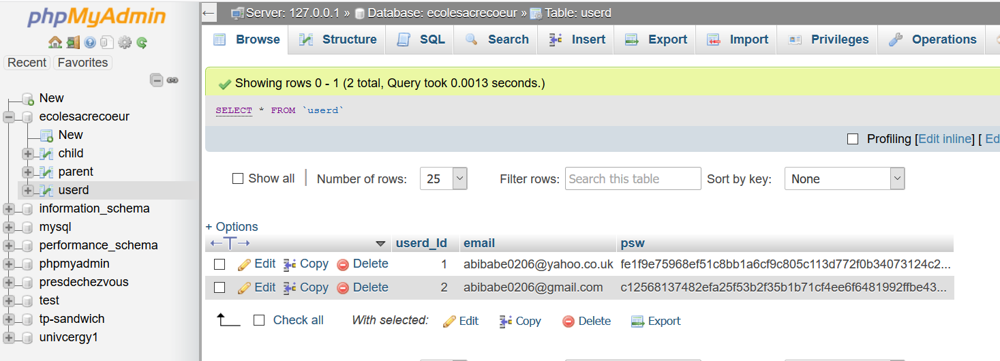 phpMyAdmin
Recent Favorites
New
ecolesacrecoeur
New
child
parent
userd
information_schema
mysql
performance_schema
phpmyadmin
presdechezvous
test
tp-sandwich
univcergy1
Server: 127.0.0.1 » Database: ecolesacrecoeur » Table: userd
Browse Structure SQL Search Insert Export Import Privileges Operations
Showing rows 0 - 1 (2 total, Query took 0.0013 seconds.)
SELECT * FROM `userd`
Profiling [Edit inline] [ Ed
Show all Number of rows: 25 Filter rows: Search this table Sort by key: None
+ Options
←T→ userd_Id email psw
Edit Copy Delete 1 abibabe0206@yahoo.co.uk fe1f9e75968ef51c8bb1a6cf9c805c113d772f0b34073124c2...
Edit Copy Delete 2 abibabe0206@gmail.com c12568137482efa25f53b2f35b1b71cf4ee6f6481992ffbe43...
Check all With selected: Edit Copy Delete Export